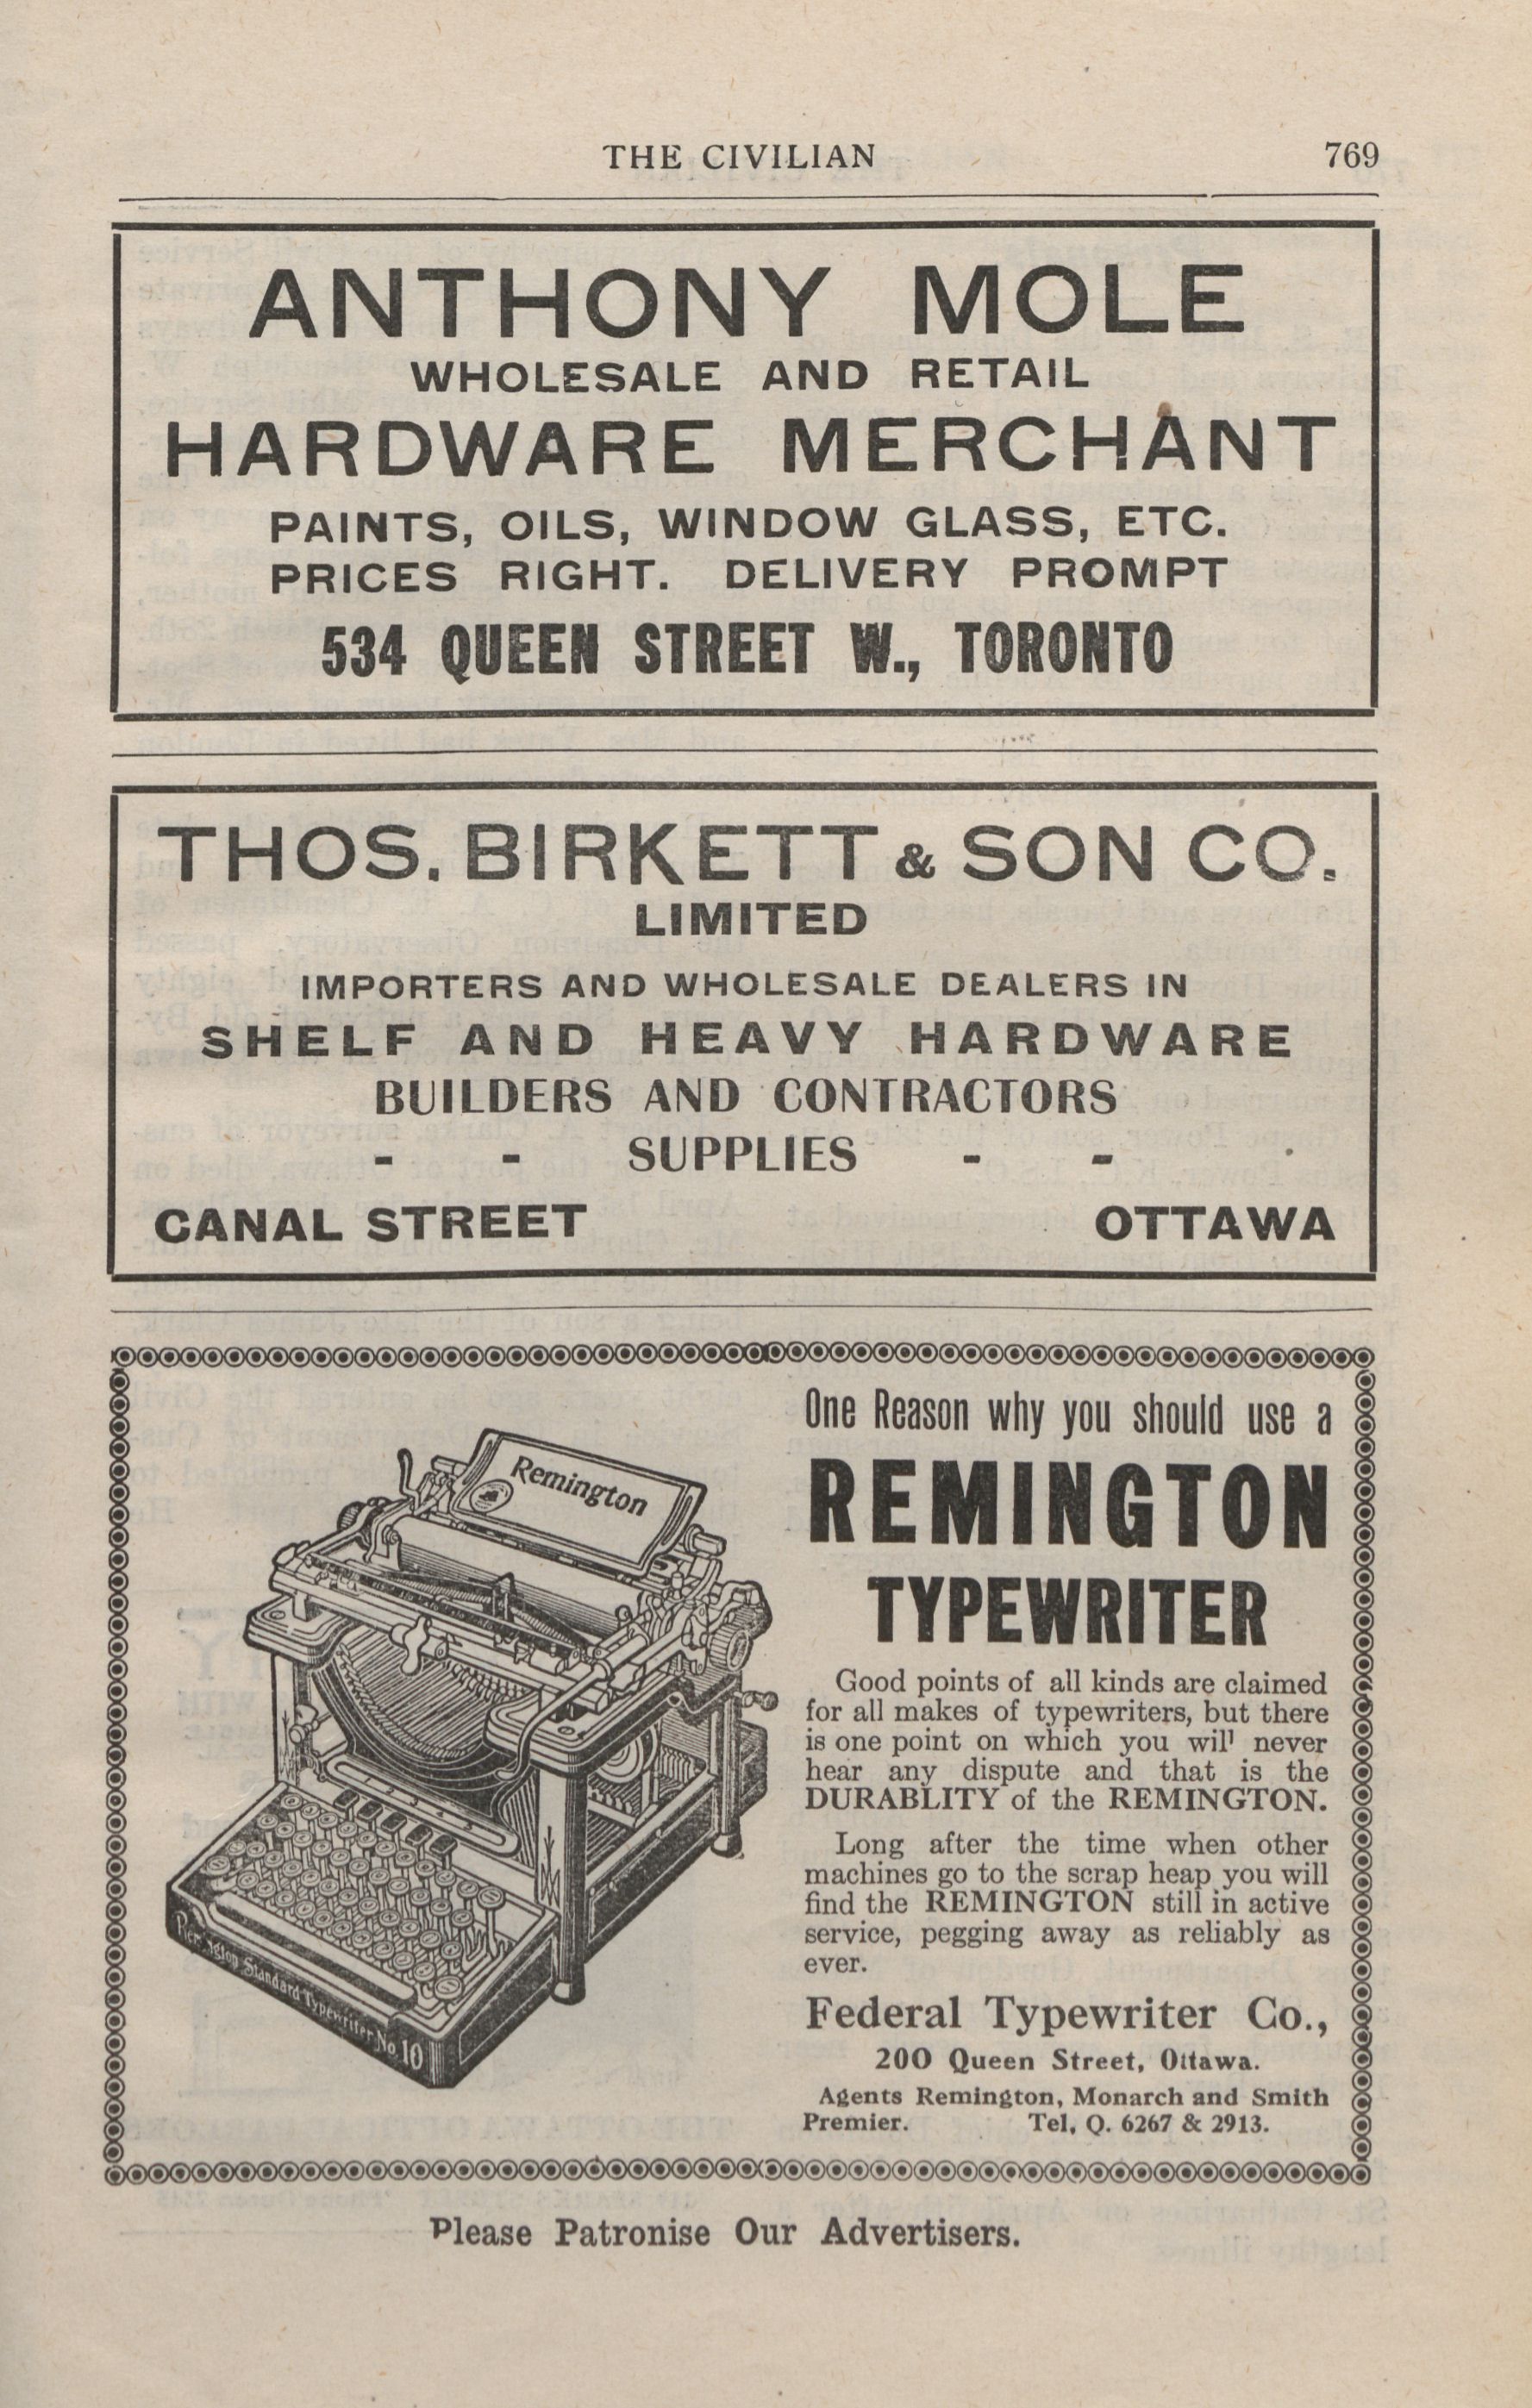 THE CIVILIAN 769
ANTHONY MOLE
WHOLESALE AND RETAIL
HARDWARE MERCHANT
PAINTS, OILS, WINDOW GLASS, ETC.
PRICES RIGHT. DELIVERY PROMPT
534 QUEEN STREET W., TORONTO
THOS. BIRKETT & SON CO.
LIMITED
IMPORTERS AND WHOLESALE DEALERS IN
SHELF AND HEAVY HARDWARE
BUILDERS AND CONTRACTORS
- - SUPPLIES - -
CANAL STREET OTTAWA
Remington
Remington Standard Typewriter No. 10
One Reason why you should use a
REMINGTON
TYPEWRITER
Good points of all kinds are claimed
for all makes of typewriters, but there
is one point on which you will never
hear any dispute and that is the
DURABLITY of the REMINGTON.
Long after the time when other
machines go to the scrap heap you will
find the REMINGTON still in active
service, pegging away as reliably as
ever.
Federal Typewriter Co.,
200 Queen Street, Ottawa.
Agents Remington, Monarch and Smith
Premier. Tel, Q. 6267 & 2913.
Please Patronise Our Advertisers.